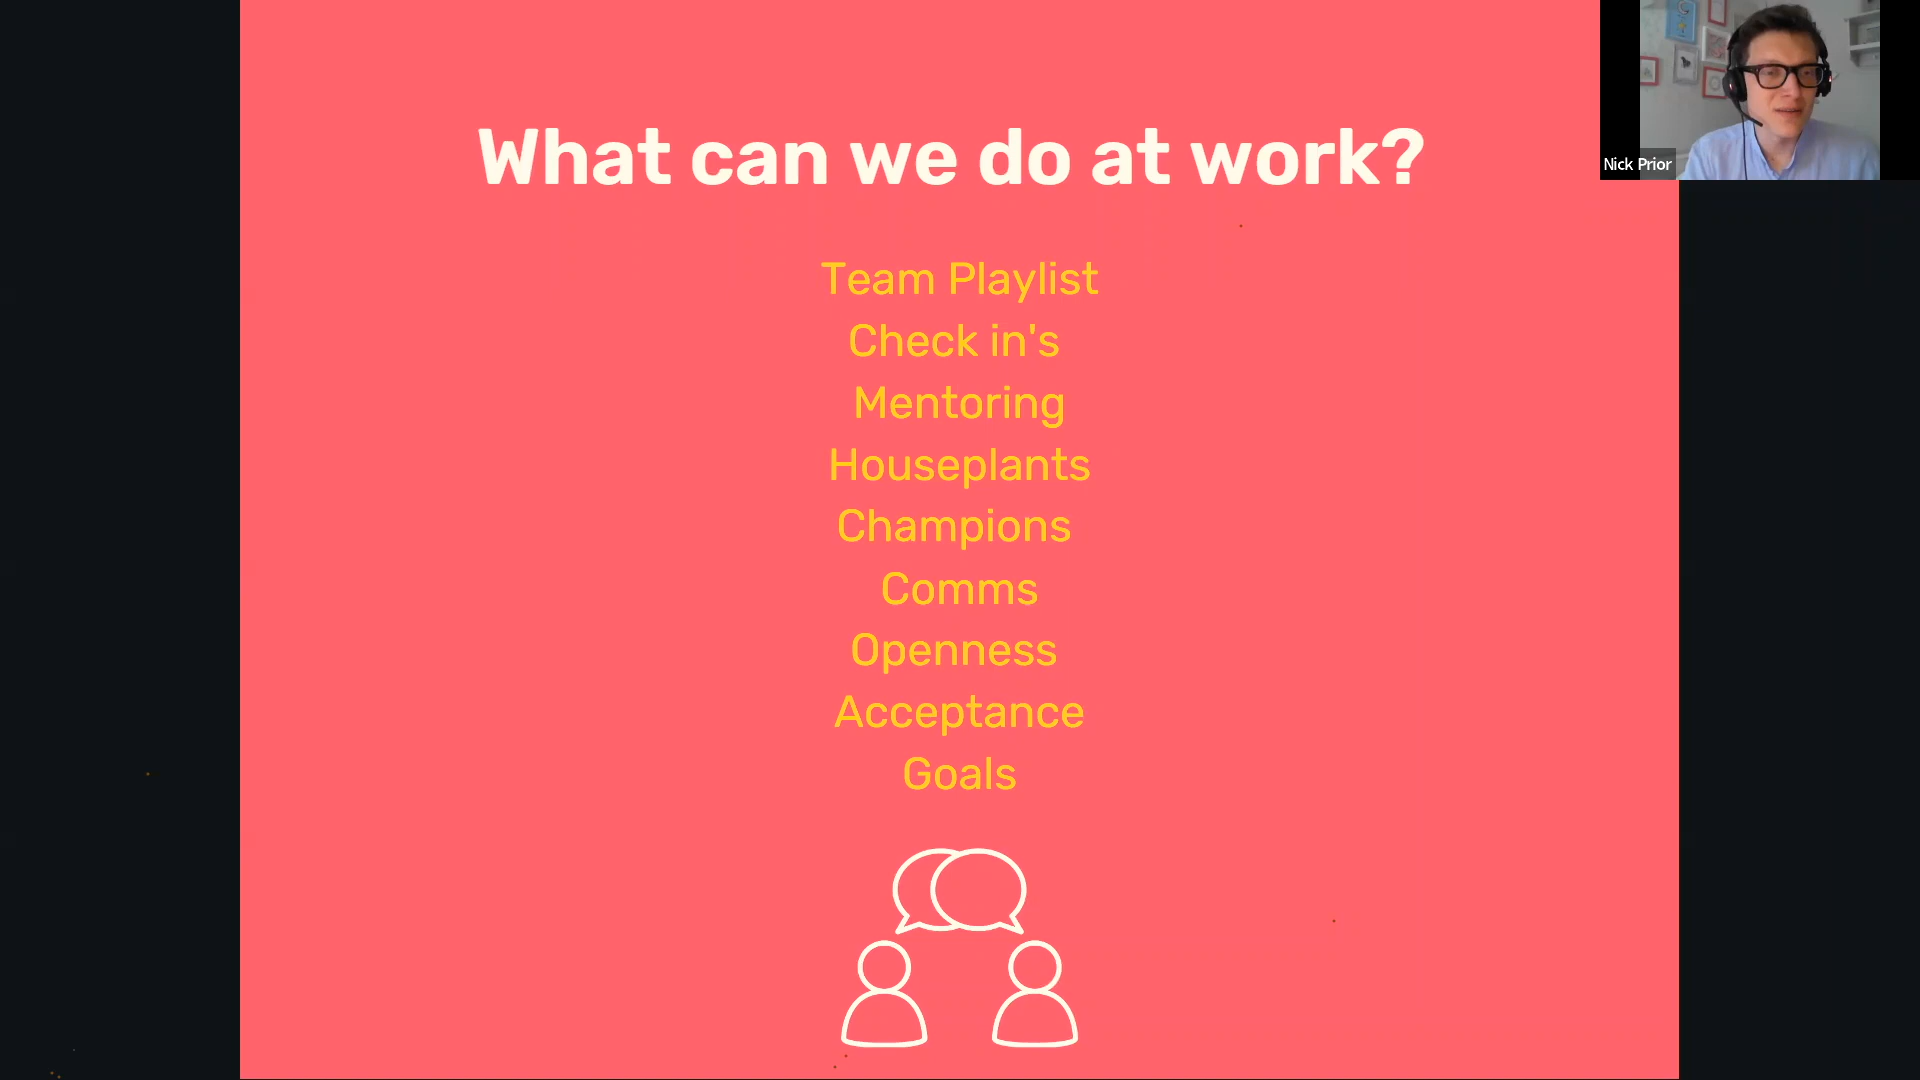 What can we do at work?
Nick Prior
Team Playlist
Check in's
Mentoring
Houseplants
Champions
Comms
Openness
Acceptance
Goals